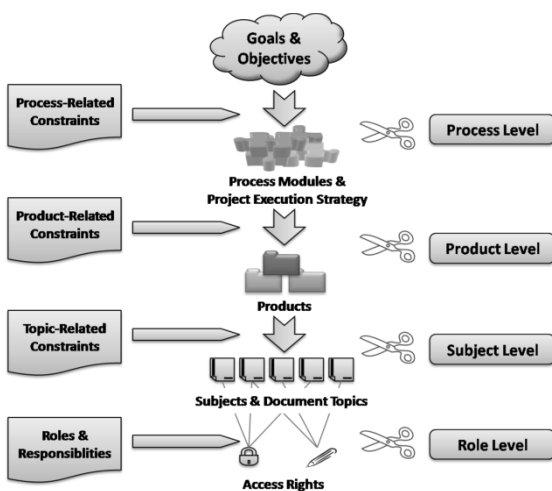 Goals &
Objectives
Process-Related
Constraints
Process Level
Process Modules &
Project Execution Strategy
Product-Related
Constraints
Product Level
Products
Topic-Related
Constraints
Subject Level
Subjects & Document Topics
Roles &
Responsiblities
Role Level
Access Rights